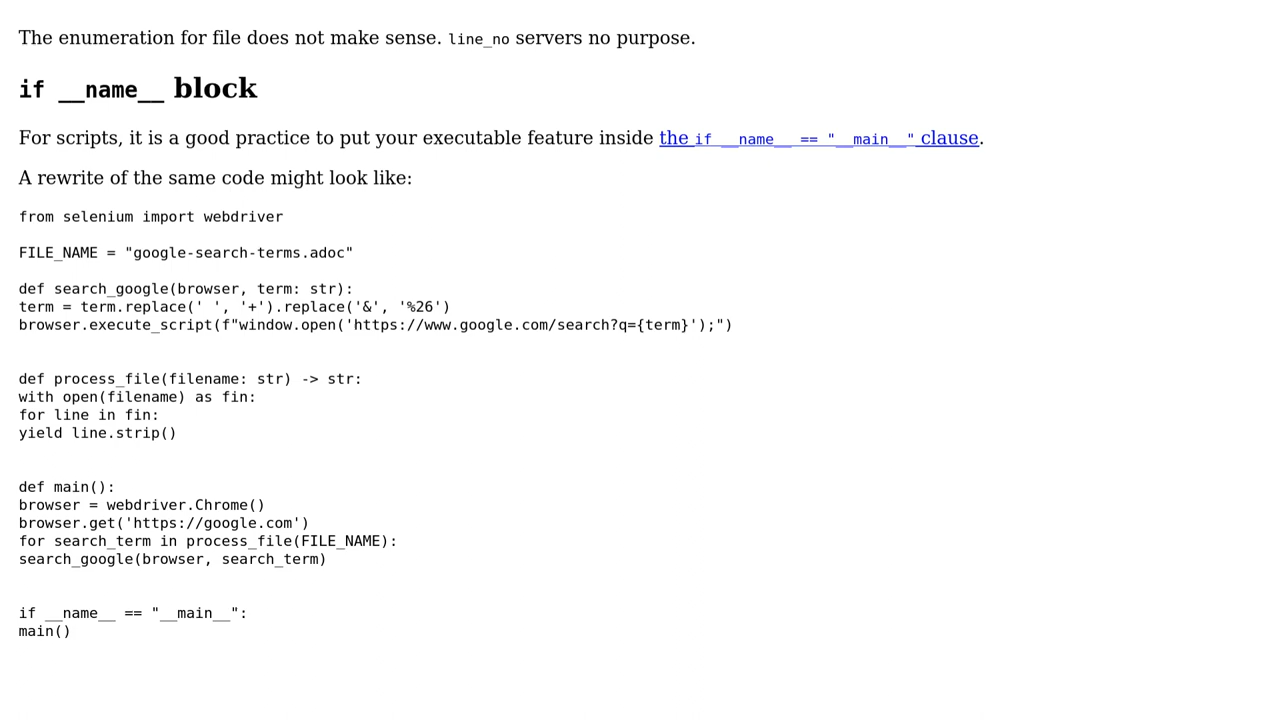 The enumeration for file does not make sense. line_no servers no purpose.
if __name__ block
For scripts, it is a good practice to put your executable feature inside the if __name__ == "__main__" clause.
A rewrite of the same code might look like:
from selenium import webdriver
FILE_NAME = "google-search-terms.adoc"
def search_google(browser, term: str):
term = term.replace(' ', '+').replace('&', '%26')
browser.execute_script(f"window.open('https://www.google.com/search?q={term}');")
def process_file(filename: str) -> str:
with open(filename) as fin:
for line in fin:
yield line.strip()
def main():
browser = webdriver.Chrome()
browser.get('https://google.com')
for search_term in process_file(FILE_NAME):
search_google(browser, search_term)
if __name__ == "__main__":
main()